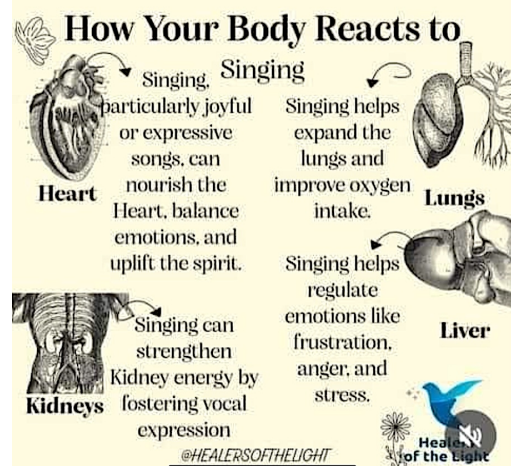 How Your Body Reacts to
Singing
Singing,
particularly joyful
or expressive
songs, can
nourish the
Heart, balance
emotions, and
uplift the spirit.
Heart
Singing helps
expand the
lungs and
improve oxygen
intake.
Lungs
Singing helps
regulate
emotions like
frustration,
anger, and
stress.
Liver
Singing can
strengthen
Kidney energy by
fostering vocal
expression
Kidneys
@HEALERSOFTHELIGHT
of the Light